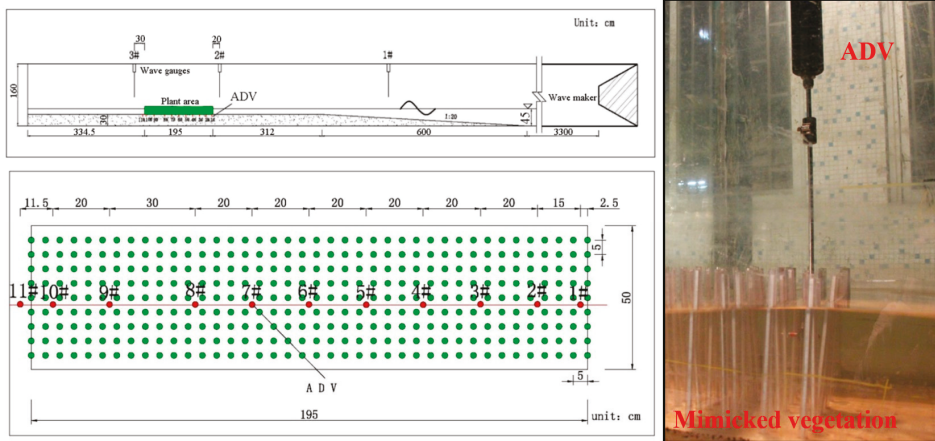 Unit: cm
30
20
3#
2#
1#
Wave gauges
Plant area
ADV
Wave maker
160
30
1:20
45
334.5
195
312
600
3300
11.5 20 30 20 20 20 20 20 20 15 2.5
5
11# 10# 9# 8# 7# 6# 5# 4# 3# 2# 1#
50
A D V
5
195
unit: cm
ADV
Mimicked vegetation